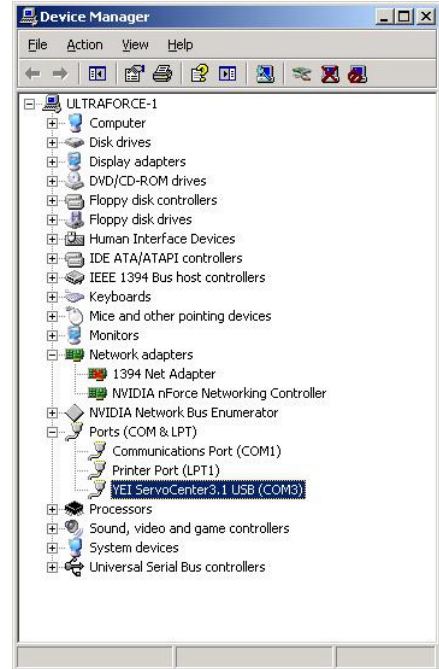 Device Manager
File Action View Help
ULTRAFORCE-1
Computer
Disk drives
Display adapters
DVD/CD-ROM drives
Floppy disk controllers
Floppy disk drives
Human Interface Devices
IDE ATA/ATAPI controllers
IEEE 1394 Bus host controllers
Keyboards
Mice and other pointing devices
Monitors
Network adapters
1394 Net Adapter
NVIDIA nForce Networking Controller
NVIDIA Network Bus Enumerator
Ports (COM & LPT)
Communications Port (COM1)
Printer Port (LPT1)
YEI ServoCenter3.1 USB (COM3)
Processors
Sound, video and game controllers
System devices
Universal Serial Bus controllers